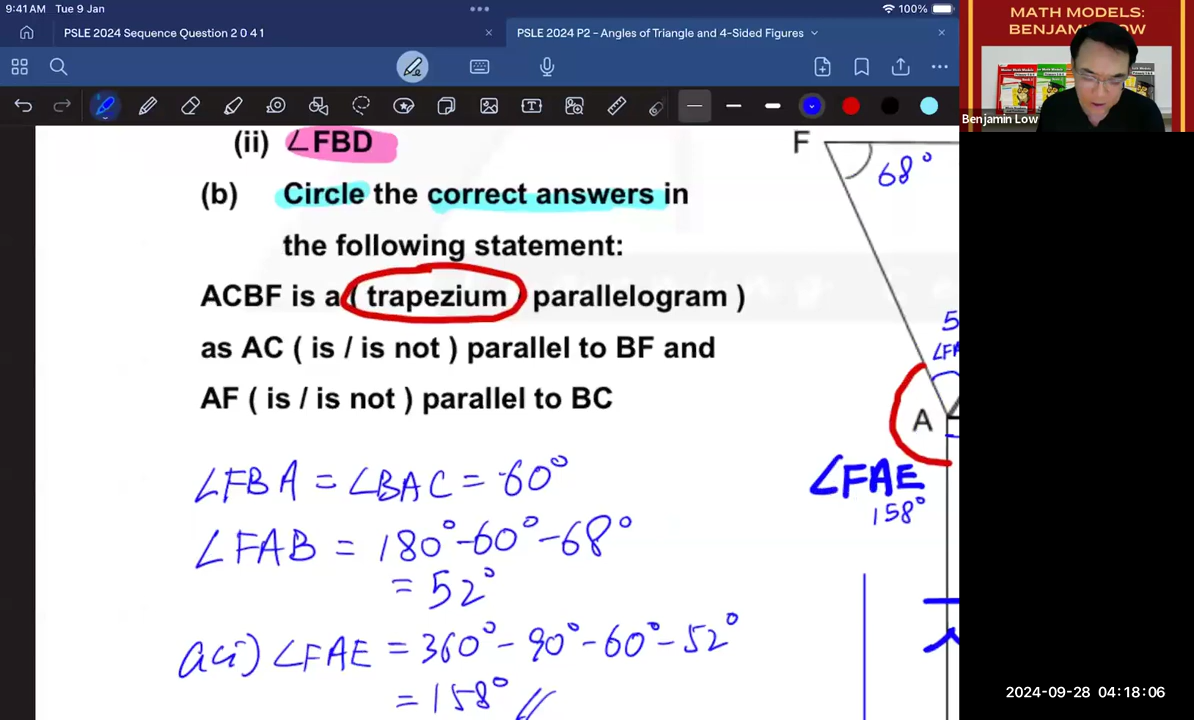 9:41 AM Tue 9 Jan
100%
PSLE 2024 Sequence Question 2 0 4 1
PSLE 2024 P2 – Angles of Triangle and 4-Sided Figures
MATH MODELS:
BENJAMIN LOW
Benjamin Low
(ii) ∠FBD
(b) Circle the correct answers in
the following statement:
ACBF is a ( trapezium / parallelogram )
as AC ( is / is not ) parallel to BF and
AF ( is / is not ) parallel to BC
∠FBA = ∠BAC = 60°
∠FAB = 180° - 60° - 68°
= 52°
a(i) ∠FAE = 360° - 90° - 60° - 52°
= 158°
F
68°
A
∠FAE
158°
2024-09-28 04:18:06